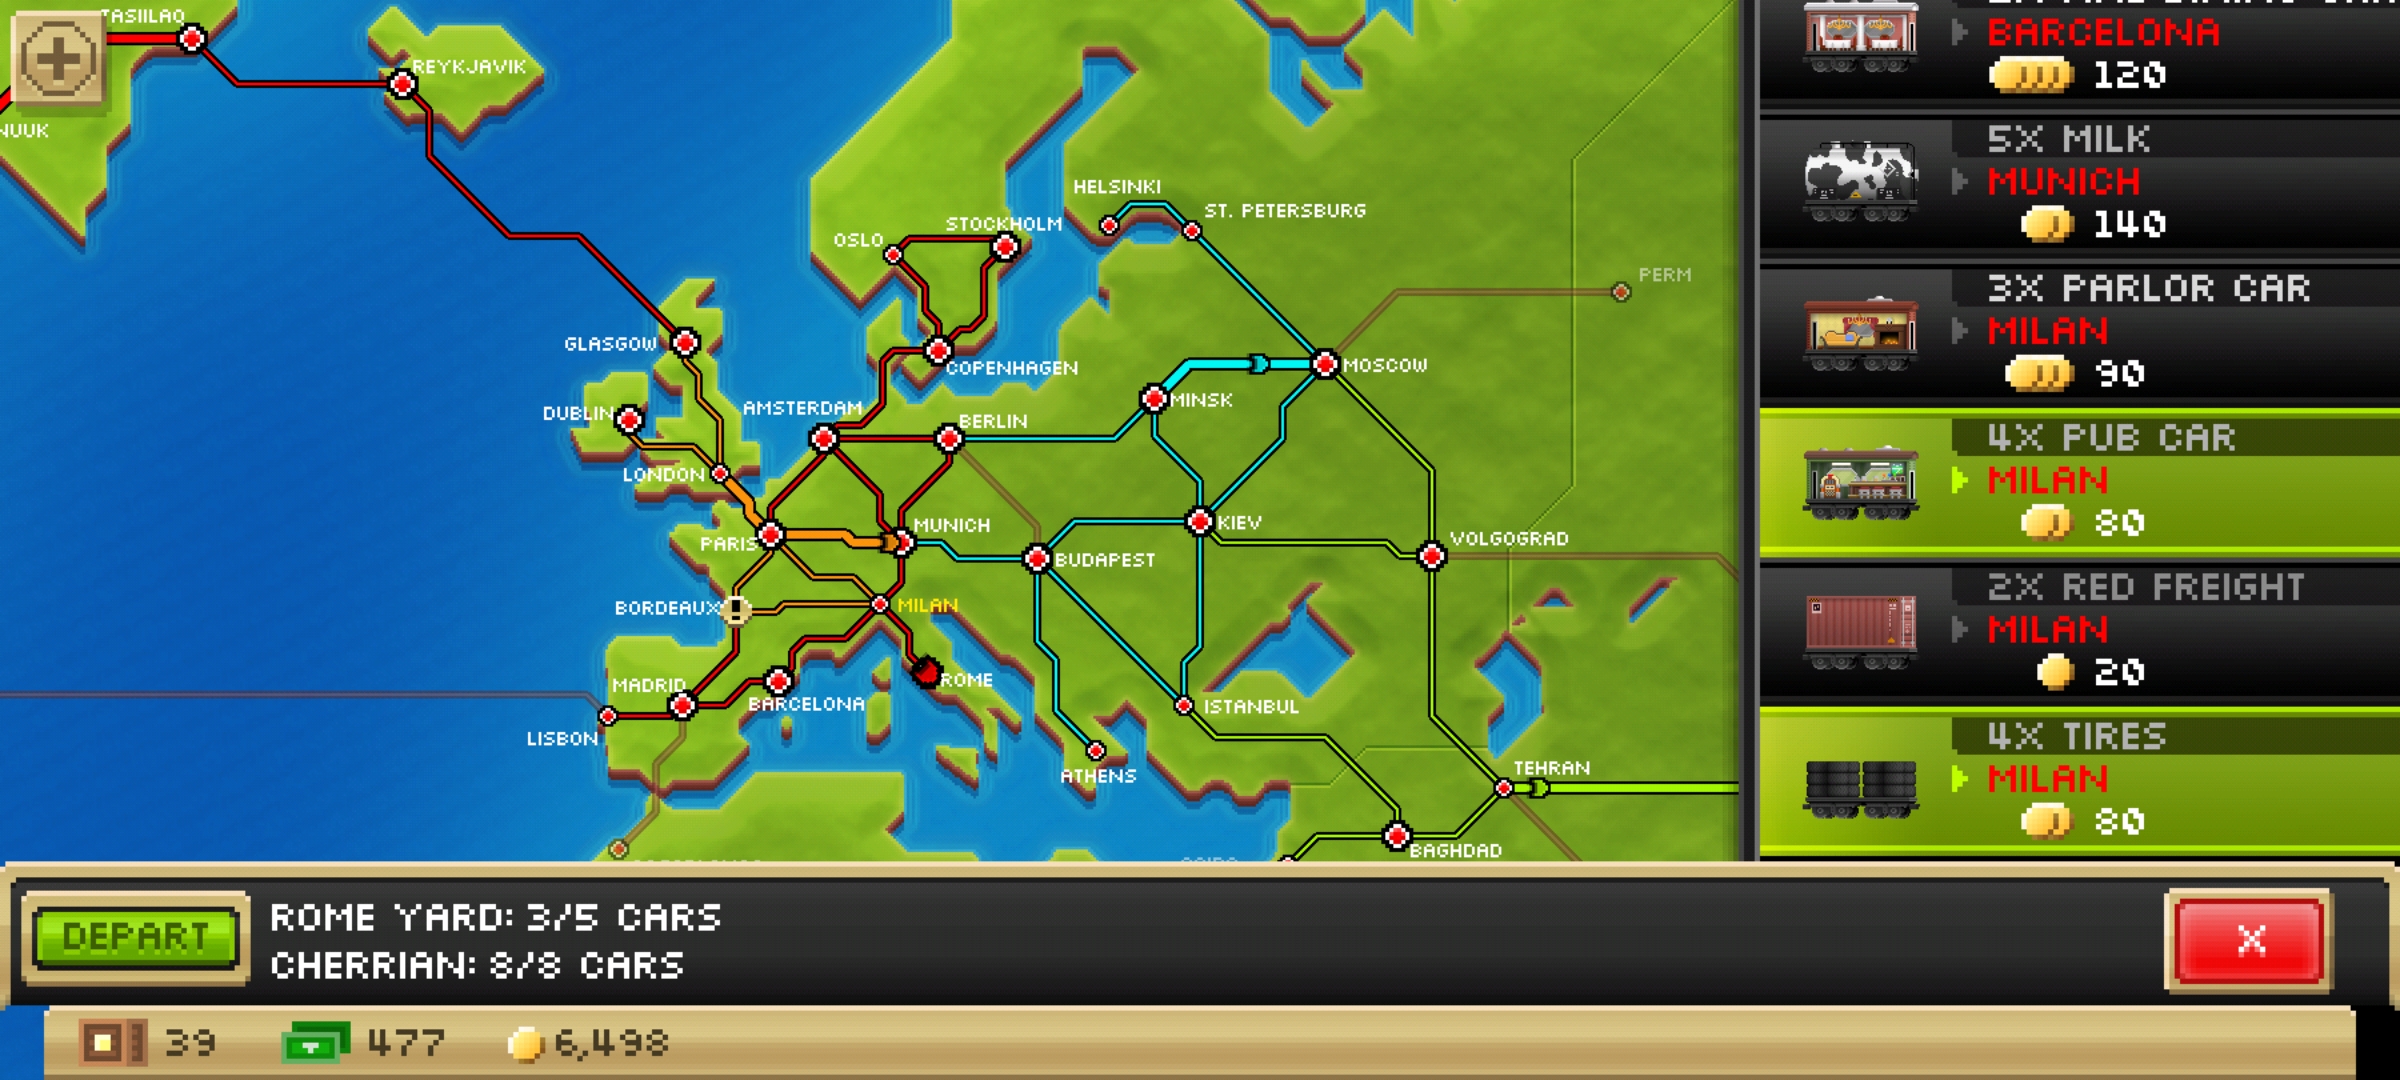 TASIILAQ
REYKJAVIK
NUUK
HELSINKI
ST. PETERSBURG
STOCKHOLM
OSLO
PERM
GLASGOW
COPENHAGEN
MOSCOW
MINSK
AMSTERDAM
DUBLIN
BERLIN
LONDON
MUNICH
KIEV
PARIS
VOLGOGRAD
BUDAPEST
BORDEAUX
MILAN
ROME
MADRID
BARCELONA
ISTANBUL
LISBON
ATHENS
TEHRAN
BAGHDAD
BARCELONA
120
5X MILK
MUNICH
140
3X PARLOR CAR
MILAN
90
4X PUB CAR
MILAN
80
2X RED FREIGHT
MILAN
20
4X TIRES
MILAN
80
DEPART
ROME YARD: 3/5 CARS
CHERRIAN: 8/8 CARS
X
39
477
6,498